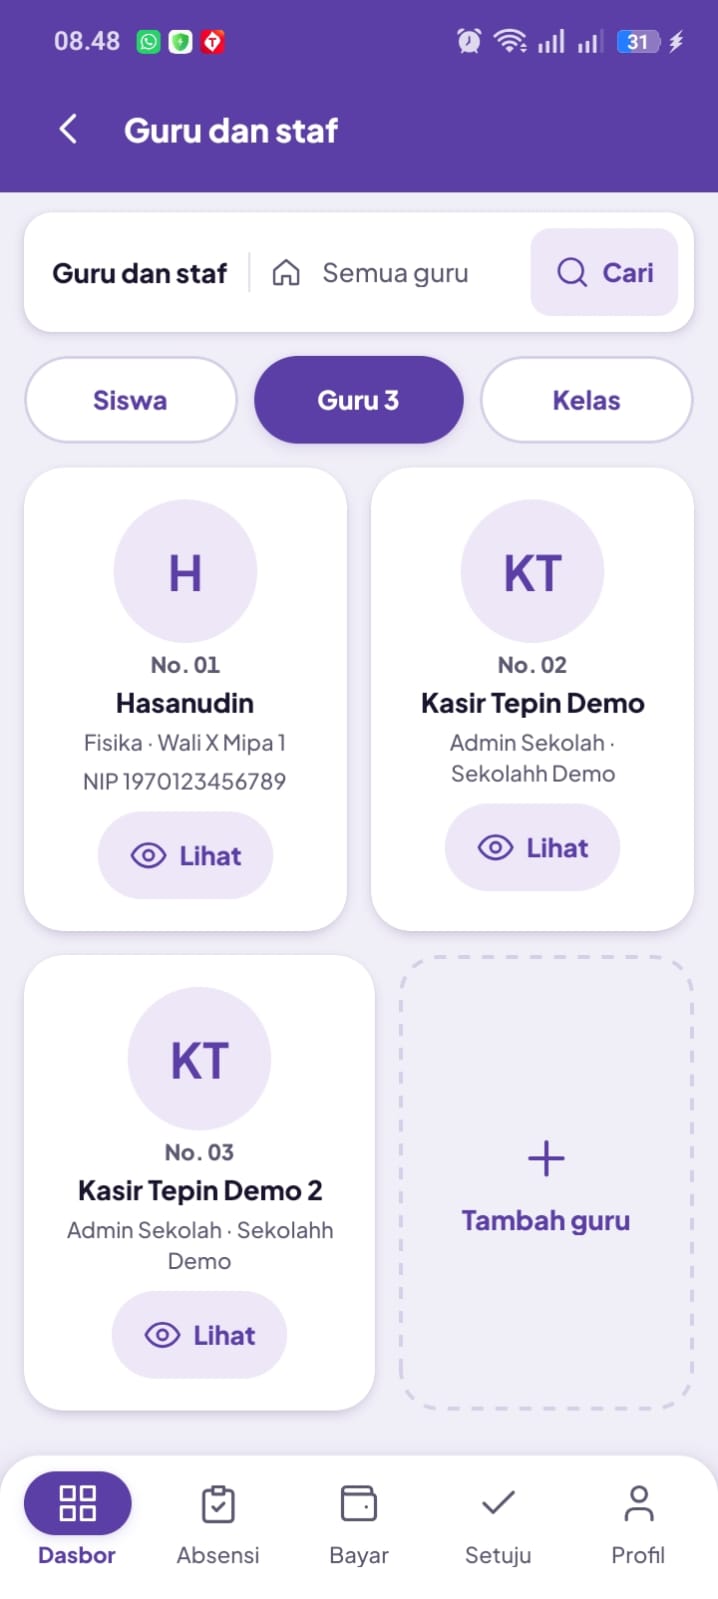 08.48
31
Guru dan staf
Guru dan staf
Semua guru
Cari
Siswa
Guru 3
Kelas
H
No. 01
Hasanudin
Fisika · Wali X Mipa 1
NIP 1970123456789
Lihat
KT
No. 02
Kasir Tepin Demo
Admin Sekolah ·
Sekolahh Demo
Lihat
KT
No. 03
Kasir Tepin Demo 2
Admin Sekolah · Sekolahh
Demo
Lihat
Tambah guru
Dasbor
Absensi
Bayar
Setuju
Profil